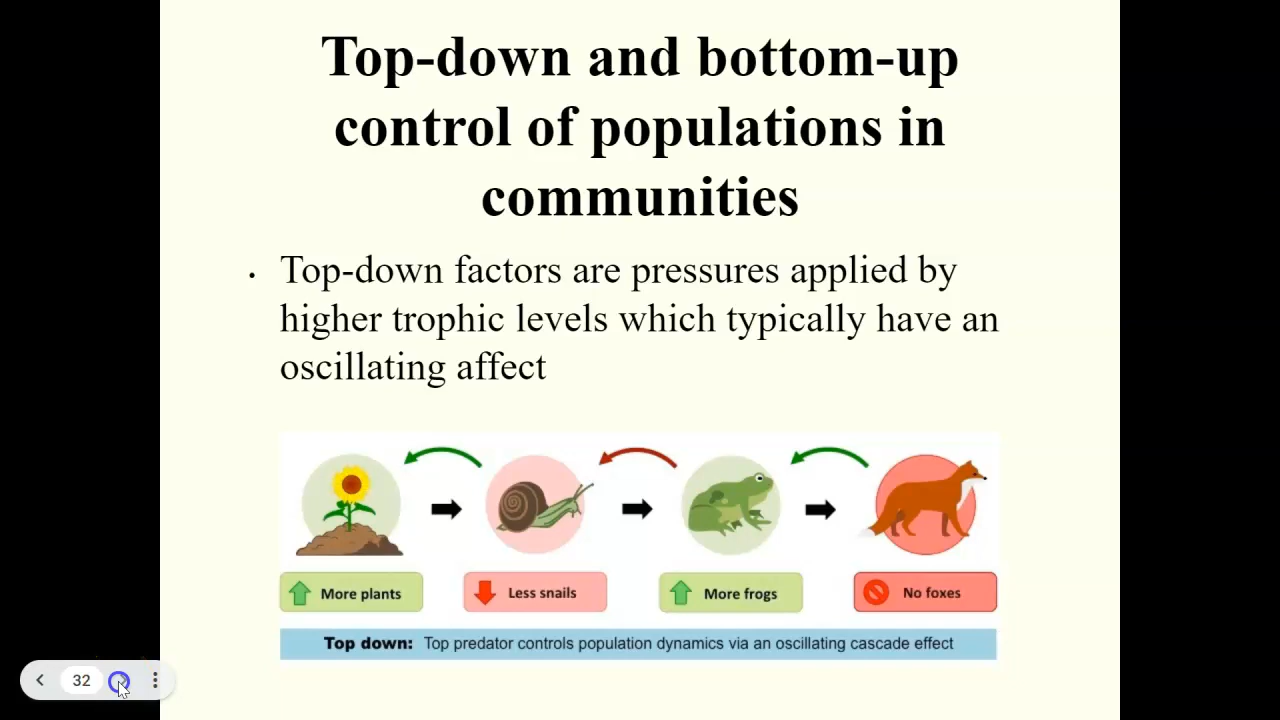 Top-down and bottom-up
control of populations in
communities
• Top-down factors are pressures applied by
higher trophic levels which typically have an
oscillating affect
More plants
Less snails
More frogs
No foxes
Top down: Top predator controls population dynamics via an oscillating cascade effect
32